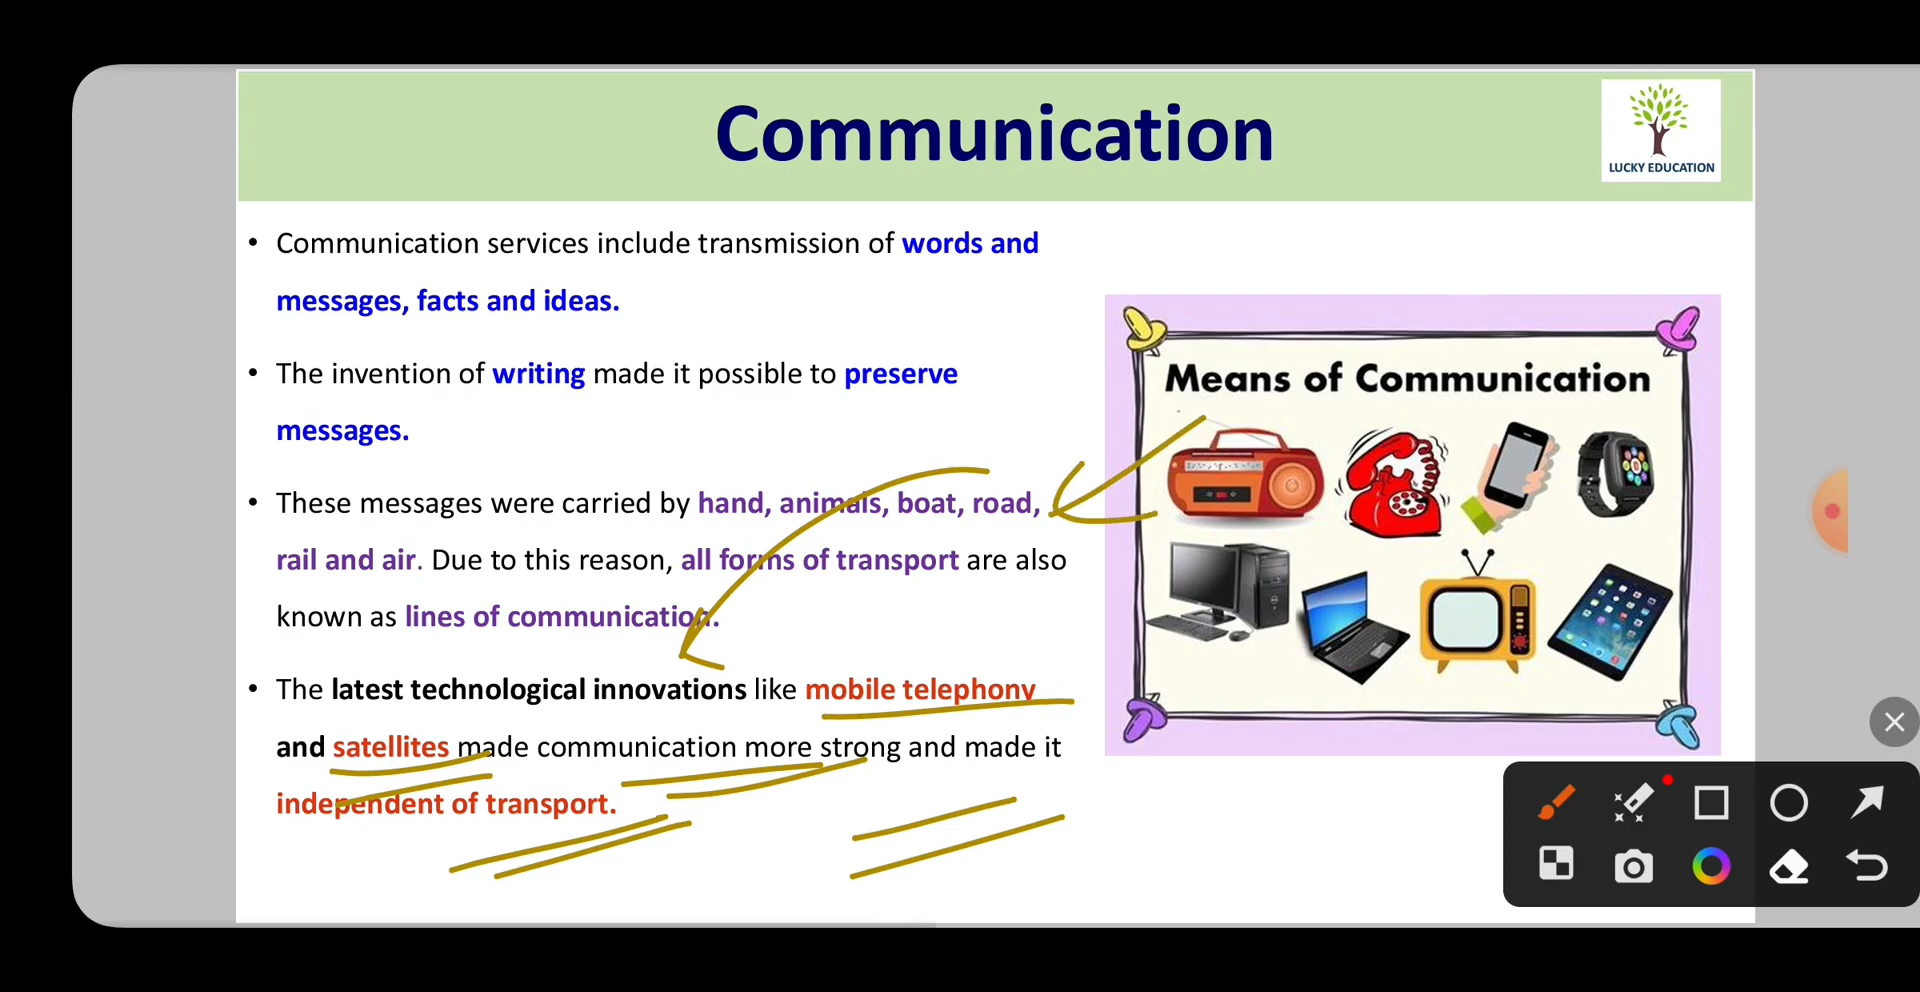 Communication
LUCKY EDUCATION
• Communication services include transmission of words and
messages, facts and ideas.
• The invention of writing made it possible to preserve
messages.
• These messages were carried by hand, animals, boat, road,
rail and air. Due to this reason, all forms of transport are also
known as lines of communication.
• The latest technological innovations like mobile telephony
and satellites made communication more strong and made it
independent of transport.
Means of Communication